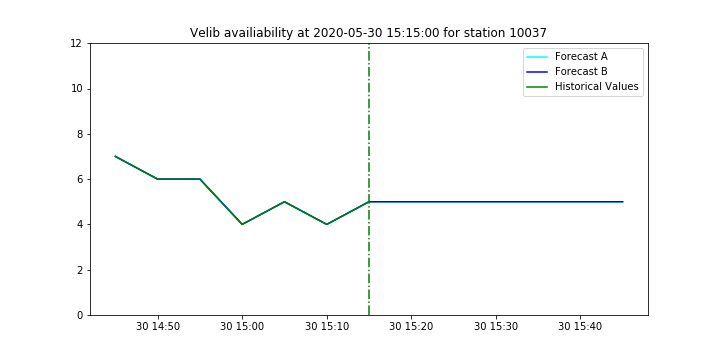 Velib availiability at 2020-05-30 15:15:00 for station 10037
12
10
8
6
4
2
0
Forecast A
Forecast B
Historical Values
30 14:50 30 15:00 30 15:10 30 15:20 30 15:30 30 15:40